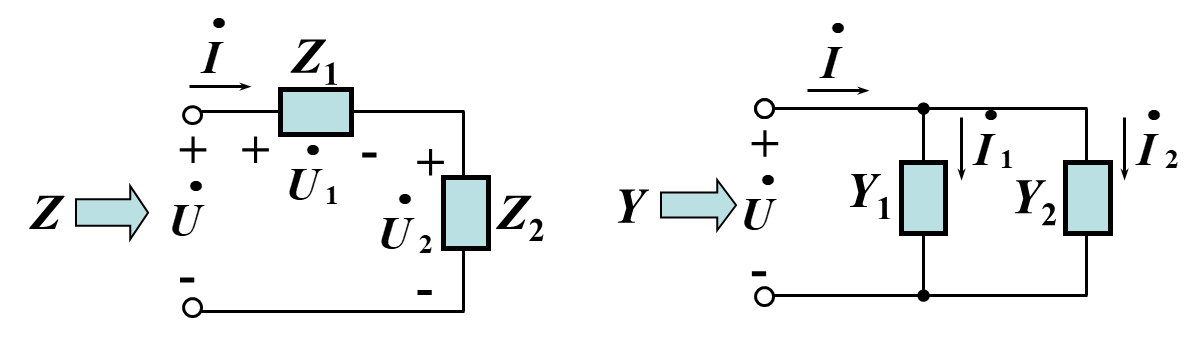 İ Z₁
+ + U̇₁ - +
Z U̇ U̇₂ Z₂
- -
İ
+ İ₁ İ₂
Y U̇ Y₁ Y₂
-